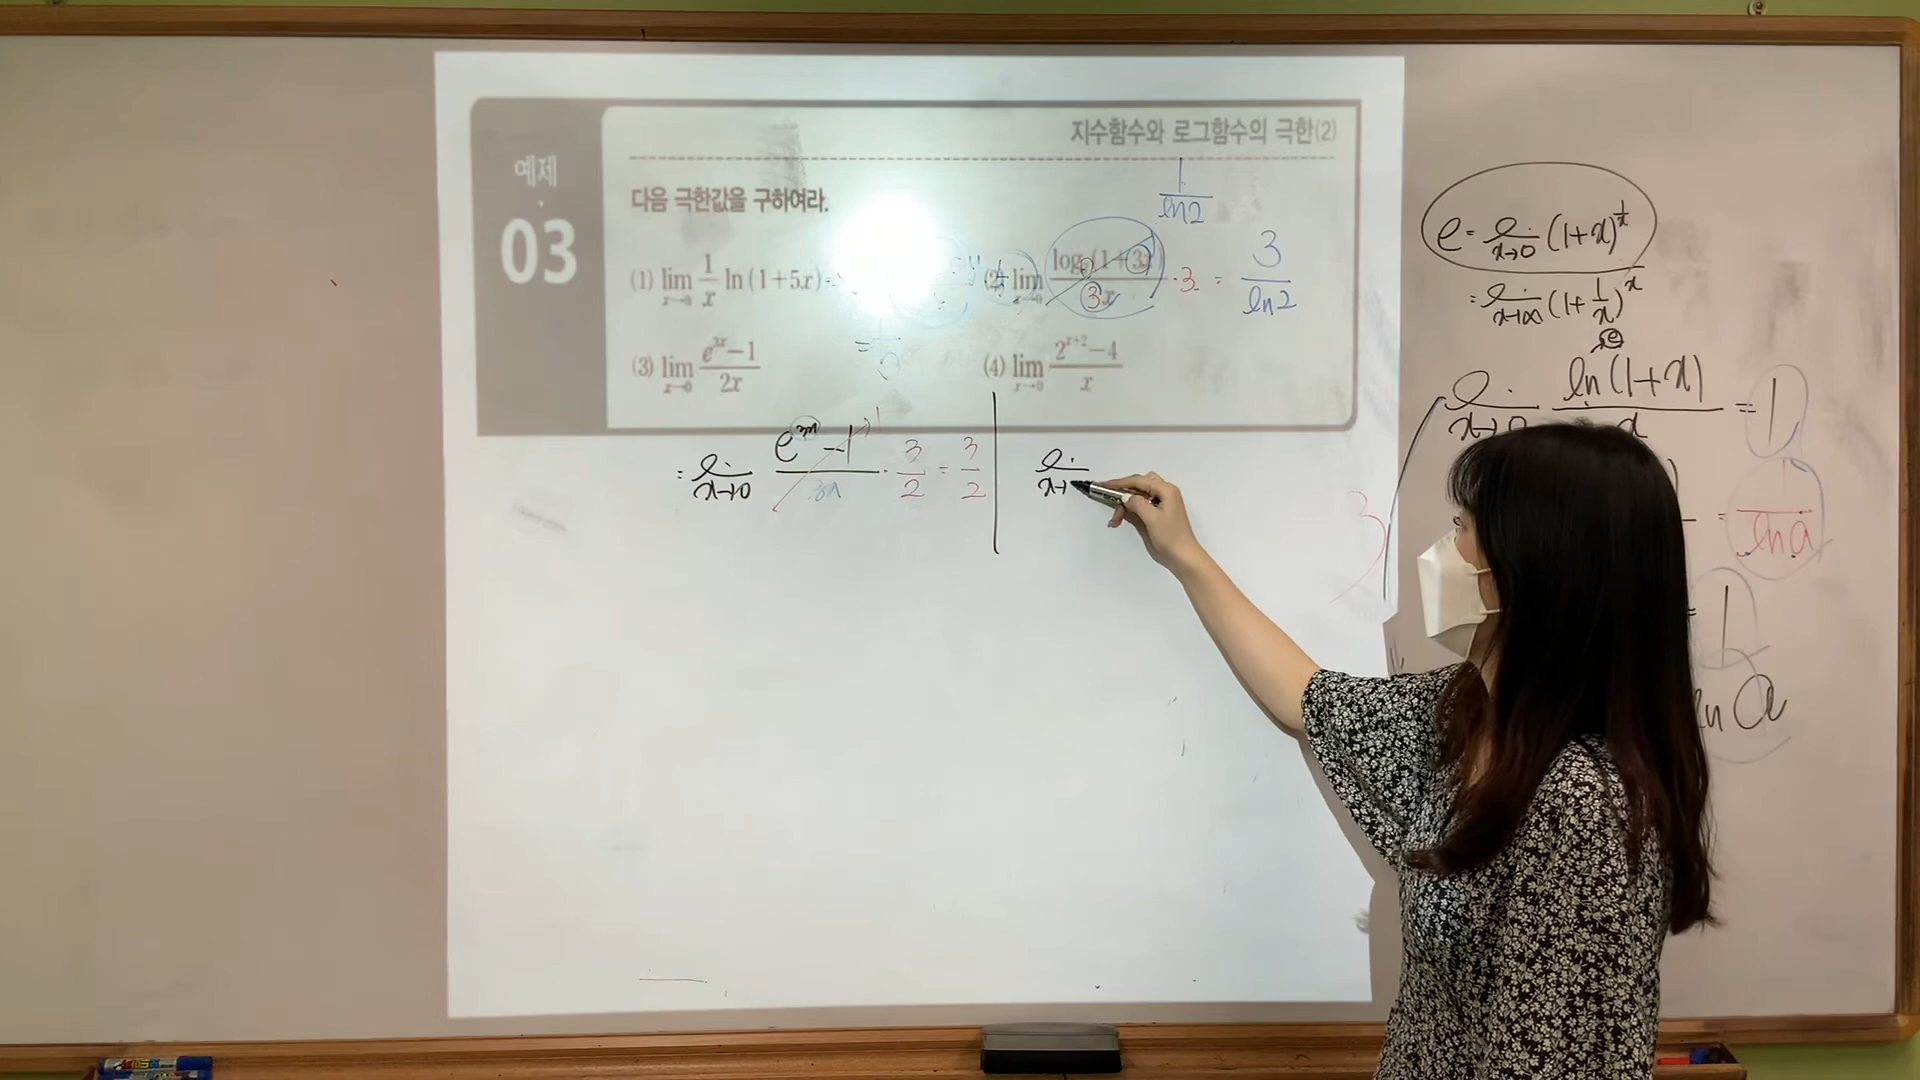 지수함수와 로그함수의 극한(2)
예제
03
다음 극한값을 구하여라.
(1) lim x→0 1/x ln(1+5x) =
(2) lim x→0 log₂(1+3x)/3x · 3 = 3/ln2
1/ln2
(3) lim x→0 (e^3x − 1)/2x
(4) lim x→0 (2^x+2 − 4)/x
= lim x→0 (e^3x − 1)/3x · 3/2 = 3/2
lim x→
e = lim x→0 (1+x)^1/x
= lim x→∞ (1+1/x)^x
lim x→0 ln(1+x)/x = 1
= 1/ln a
= 1
ln a